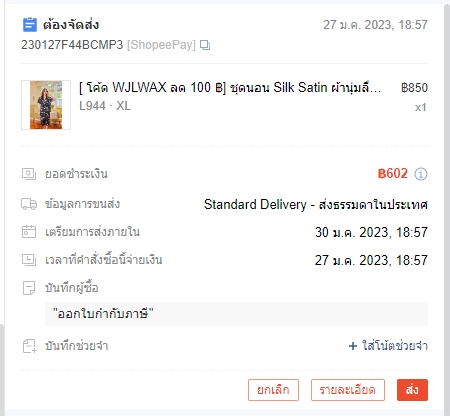 ต้องจัดส่ง 27 ม.ค. 2023, 18:57
230127F44BCMP3 [ShopeePay]
[ โค้ด WJLWAX ลด 100 ฿] ชุดนอน Silk Satin ผ้านุ่มลื่... ฿850
L944 · XL x1
ยอดชำระเงิน ฿602
ข้อมูลการขนส่ง Standard Delivery - ส่งธรรมดาในประเทศ
เตรียมการส่งภายใน 30 ม.ค. 2023, 18:57
เวลาที่คำสั่งซื้อนี้จ่ายเงิน 27 ม.ค. 2023, 18:57
บันทึกผู้ซื้อ
"ออกใบกำกับภาษี"
บันทึกช่วยจำ + ใส่โน้ตช่วยจำ
ยกเลิก รายละเอียด ส่ง